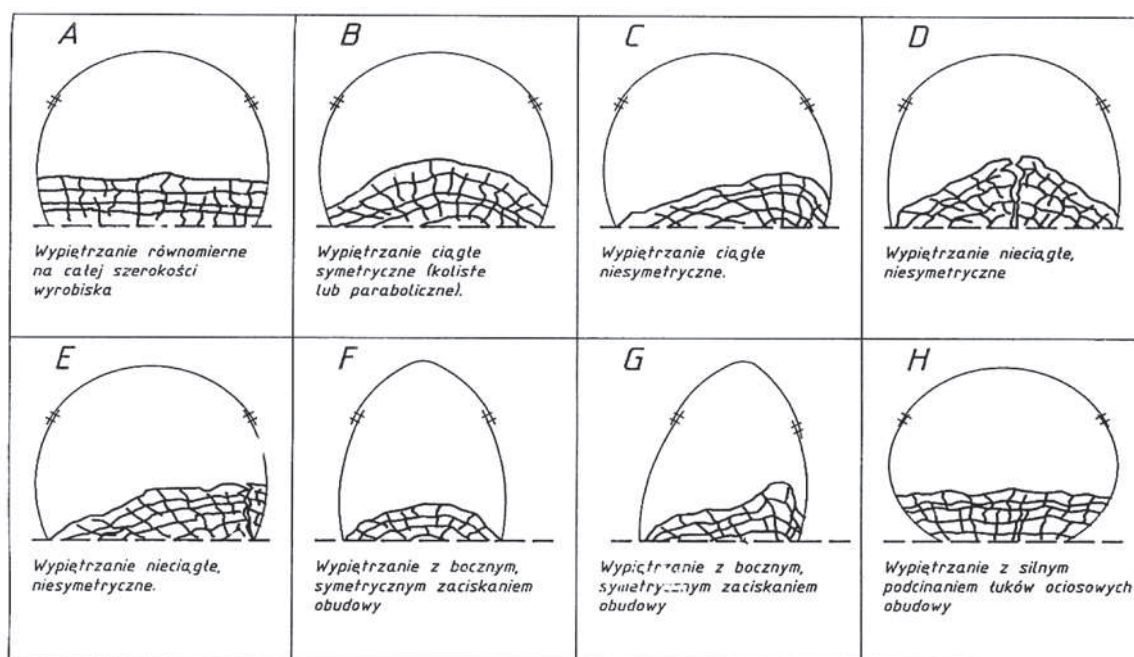 A
Wypiętrzanie równomierne
na całej szerokości
wyrobiska
B
Wypiętrzanie ciągłe
symetryczne (koliste
lub paraboliczne).
C
Wypiętrzanie ciągłe
niesymetryczne.
D
Wypiętrzanie nieciągłe,
niesymetryczne
E
Wypiętrzanie nieciągłe,
niesymetryczne.
F
Wypiętrzanie z bocznym,
symetrycznym zaciskaniem
obudowy
G
Wypiętrzanie z bocznym,
symetrycznym zaciskaniem
obudowy
H
Wypiętrzanie z silnym
podcinaniem łuków ociosowych
obudowy